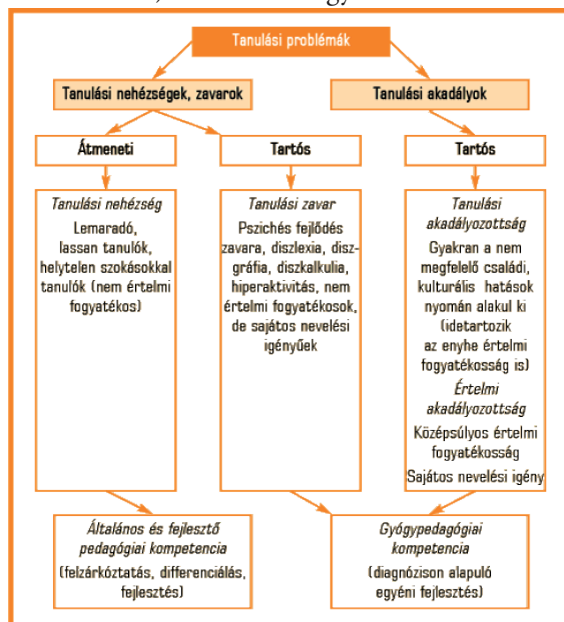 Tanulási problémák
Tanulási nehézségek, zavarok
Tanulási akadályok
Átmeneti
Tartós
Tartós
Tanulási nehézség
Lemaradó,
lassan tanulók,
helytelen szokásokkal
tanulók (nem értelmi
fogyatékos)
Tanulási zavar
Pszichés fejlődés
zavara, diszlexia, disz-
gráfia, diszkalkulia,
hiperaktivitás, nem
értelmi fogyatékosok,
de sajátos nevelési
igényűek
Tanulási
akadályozottság
Gyakran a nem
megfelelő családi,
kulturális hatások
nyomán alakul ki
(idetartozik
az enyhe értelmi
fogyatékosság is)
Értelmi
akadályozottság
Középsúlyos értelmi
fogyatékosság
Sajátos nevelési igény
Általános és fejlesztő
pedagógiai kompetencia
(felzárkóztatás, differenciálás,
fejlesztés)
Gyógypedagógiai
kompetencia
(diagnózison alapuló
egyéni fejlesztés)